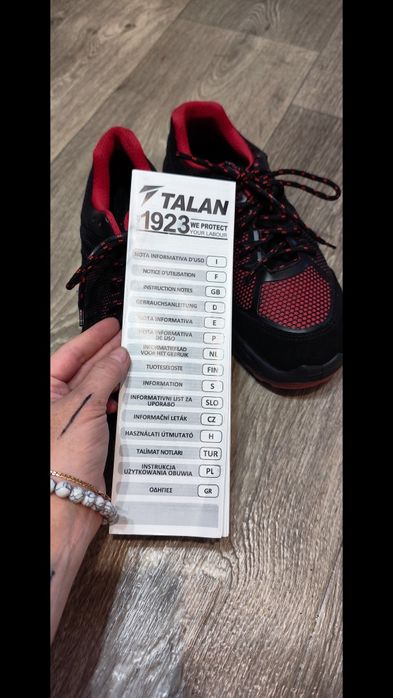 TALAN
1923 WE PROTECT
YOUR LABOUR
NOTA INFORMATIVA D'USO I
NOTICE D'UTILISATION F
INSTRUCTION NOTES GB
GEBRAUCHSANLEITUNG D
NOTA INFORMATIVA E
NOTA INFORMATIVA
DE USO P
INFORMATIEBLAD
VOOR HET GEBRUIK NL
TUOTESELOSTE FIN
INFORMATION S
INFORMATIVNI LIST ZA
UPORABO SLO
INFORMAČNÍ LETÁK CZ
HASZNÁLATI ÚTMUTATÓ H
TALİMAT NOTLARI TUR
INSTRUKCJA
UŻYTKOWANIA OBUWIA PL
ΟΔΗΓΙΕΣ GR